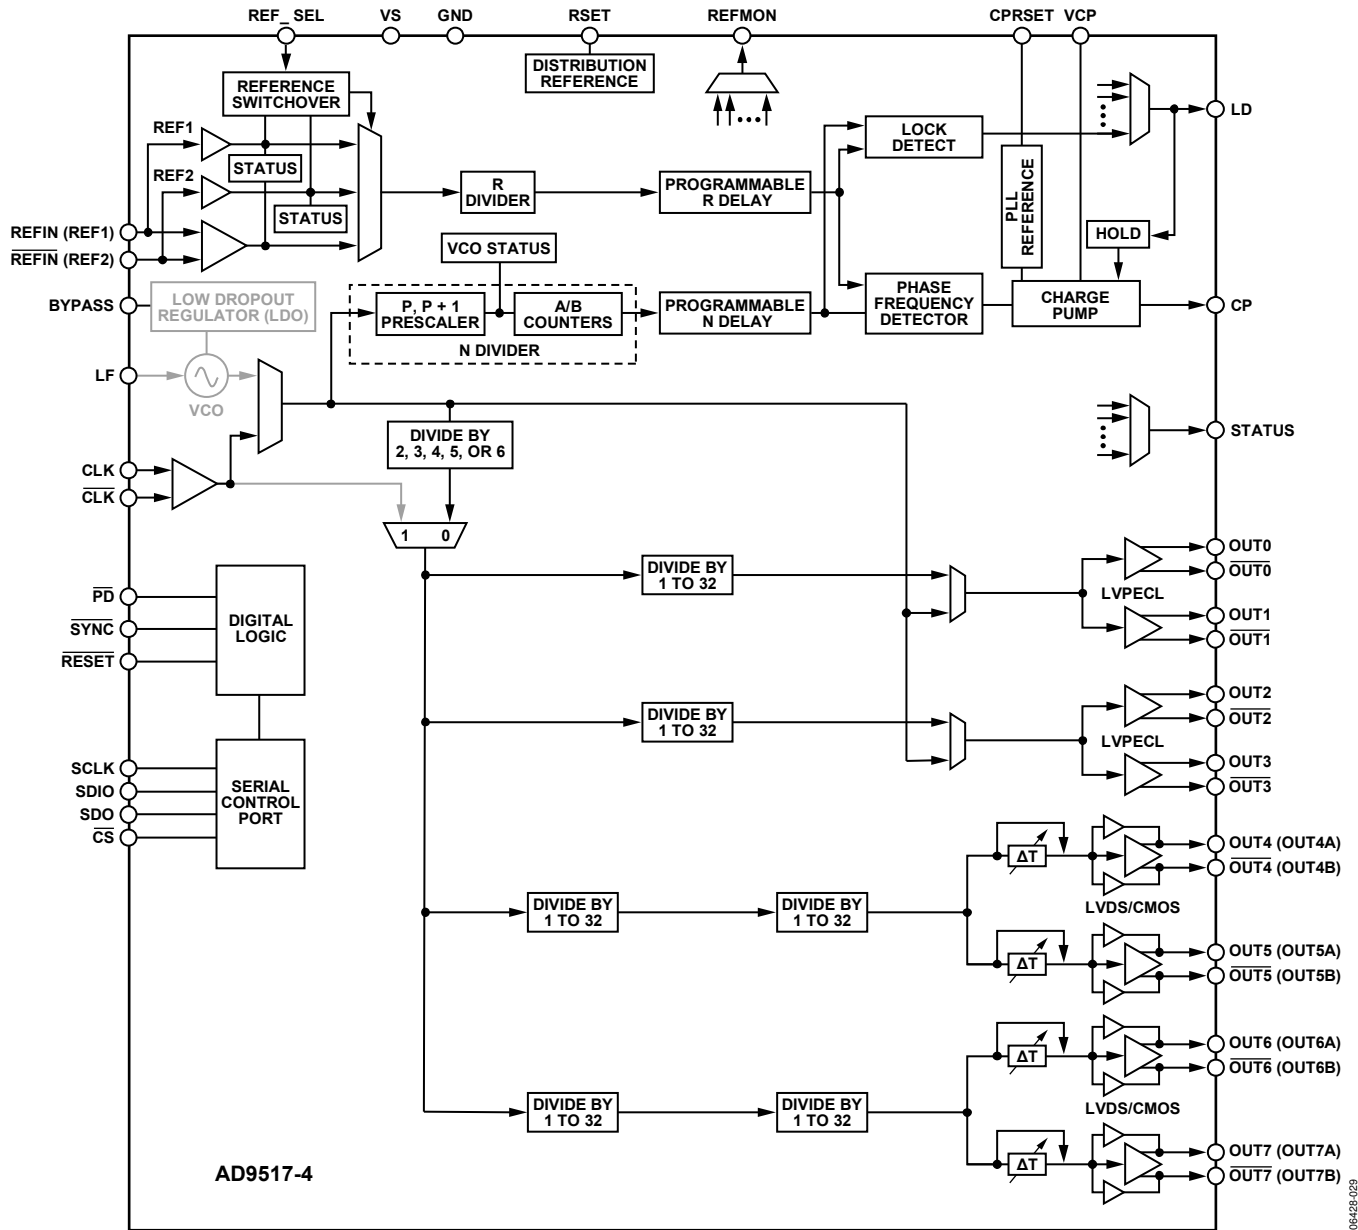 REF_ SEL
VS
GND
RSET
REFMON
CPRSET
VCP
DISTRIBUTION
REFERENCE
REFERENCE
SWITCHOVER
REF1
STATUS
REF2
STATUS
R
DIVIDER
PROGRAMMABLE
R DELAY
LOCK
DETECT
LD
PLL
REFERENCE
HOLD
REFIN (REF1)
REFIN (REF2)
BYPASS
LOW DROPOUT
REGULATOR (LDO)
VCO STATUS
P, P + 1
PRESCALER
A/B
COUNTERS
N DIVIDER
PROGRAMMABLE
N DELAY
PHASE
FREQUENCY
DETECTOR
CHARGE
PUMP
CP
LF
VCO
STATUS
DIVIDE BY
2, 3, 4, 5, OR 6
CLK
CLK
1
0
DIVIDE BY
1 TO 32
LVPECL
OUT0
OUT0
OUT1
OUT1
PD
SYNC
RESET
DIGITAL
LOGIC
DIVIDE BY
1 TO 32
LVPECL
OUT2
OUT2
OUT3
OUT3
SCLK
SDIO
SDO
CS
SERIAL
CONTROL
PORT
DIVIDE BY
1 TO 32
DIVIDE BY
1 TO 32
ΔT
OUT4 (OUT4A)
OUT4 (OUT4B)
LVDS/CMOS
ΔT
OUT5 (OUT5A)
OUT5 (OUT5B)
DIVIDE BY
1 TO 32
DIVIDE BY
1 TO 32
ΔT
OUT6 (OUT6A)
OUT6 (OUT6B)
LVDS/CMOS
ΔT
OUT7 (OUT7A)
OUT7 (OUT7B)
AD9517-4
06428-029